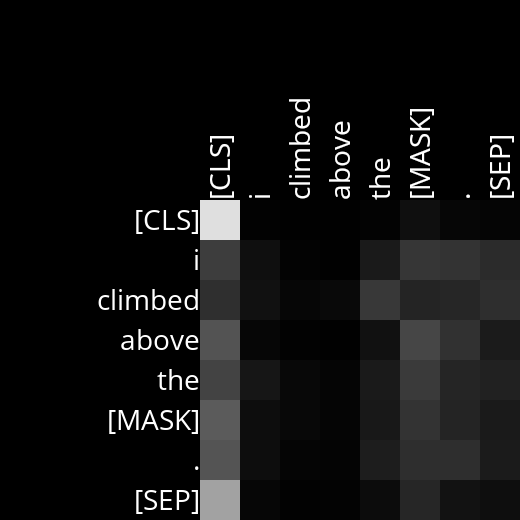 [CLS] i climbed above the [MASK] . [SEP]
[CLS]
i
climbed
above
the
[MASK]
.
[SEP]